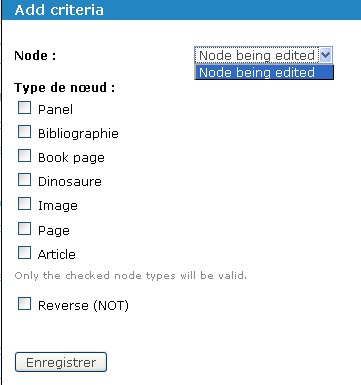 Add criteria
Node : Node being edited
Node being edited
Type de nœud :
Panel
Bibliographie
Book page
Dinosaure
Image
Page
Article
Only the checked node types will be valid.
Reverse (NOT)
Enregistrer